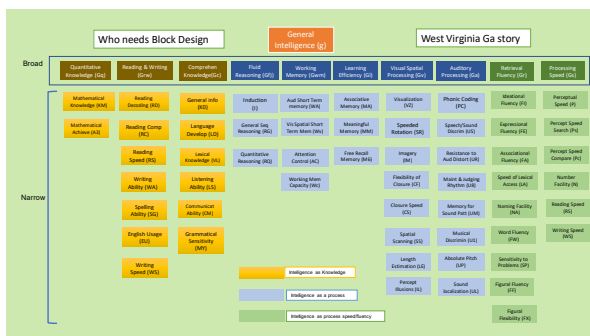 Who needs Block Design
General
Intelligence (g)
West Virginia Ga story
Broad
Quantitative
Knowledge (Gq)
Reading & Writing
(Grw)
Comprehen
Knowledge(Gc)
Fluid
Reasoning (Gf)
Working
Memory (Gwm)
Learning
Efficiency (Gl)
Visual Spatial
Processing (Gv)
Auditory
Processing (Ga)
Retrieval
Fluency (Gr)
Processing
Speed (Gs)
Narrow
Mathematical
Knowledge (KM)
Mathematical
Achieve (A3)
Reading
Decoding (RD)
Reading Comp
(RC)
Reading
Speed (RS)
Writing
Ability (WA)
Spelling
Ability (SG)
English Usage
(EU)
Writing
Speed (WS)
General Info
(K0)
Language
Develop (LD)
Lexical
Knowledge (VL)
Listening
Ability (LS)
Communicat
Ability (CM)
Grammatical
Sensitivity
(MY)
Induction
(I)
General Seq
Reasoning (RG)
Quantitative
Reasoning (RQ)
Aud Short Term
memory (WA)
Vis Spatial Short
Term Mem (Wv)
Attention
Control (AC)
Working Mem
Capacity (Wc)
Associative
Memory (MA)
Meaningful
Memory (MM)
Free Recall
Memory (M6)
Visualization
(VZ)
Speeded
Rotation (SR)
Imagery
(IM)
Flexibility of
Closure (CF)
Closure Speed
(CS)
Spatial
Scanning (SS)
Length
Estimation (LE)
Percept
Illusions (IL)
Phonic Coding
(PC)
Speech/Sound
Discrim (US)
Resistance to
Aud Distort (UR)
Maint & Judging
Rhythm (U8)
Memory for
Sound Patt (UM)
Musical
Discrimin (U1)
Absolute Pitch
(UP)
Sound
localization (UL)
Ideational
Fluency (FI)
Expressional
Fluency (FE)
Associational
Fluency (FA)
Speed of Lexical
Access (LA)
Naming Facility
(NA)
Word Fluency
(FW)
Sensitivity to
Problems (SP)
Figural Fluency
(FF)
Figural
Flexibility (FX)
Perceptual
Speed (P)
Percept Speed
Search (Ps)
Percept Speed
Compare (Pc)
Number
Facility (N)
Reading Speed
(RS)
Writing Speed
(WS)
Intelligence as Knowledge
Intelligence as a process
Intelligence as process speed/fluency